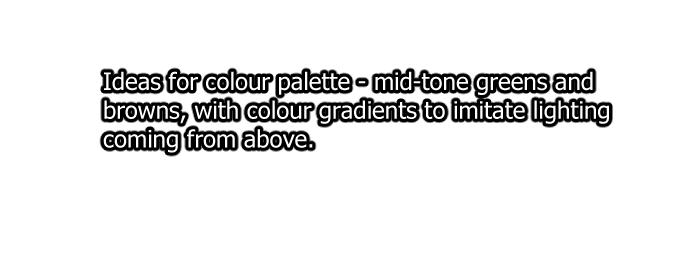 Ideas for colour palette - mid-tone greens and
browns, with colour gradients to imitate lighting
coming from above.